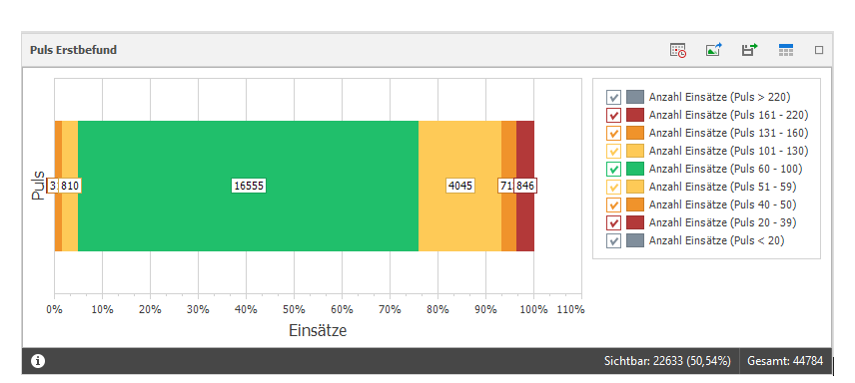 Puls Erstbefund
Anzahl Einsätze (Puls > 220)
Anzahl Einsätze (Puls 161 - 220)
Anzahl Einsätze (Puls 131 - 160)
Anzahl Einsätze (Puls 101 - 130)
Anzahl Einsätze (Puls 60 - 100)
Anzahl Einsätze (Puls 51 - 59)
Anzahl Einsätze (Puls 40 - 50)
Anzahl Einsätze (Puls 20 - 39)
Anzahl Einsätze (Puls < 20)
Puls
810 16555 4045 71 846
0% 10% 20% 30% 40% 50% 60% 70% 80% 90% 100% 110%
Einsätze
Sichtbar: 22633 (50,54%) Gesamt: 44784